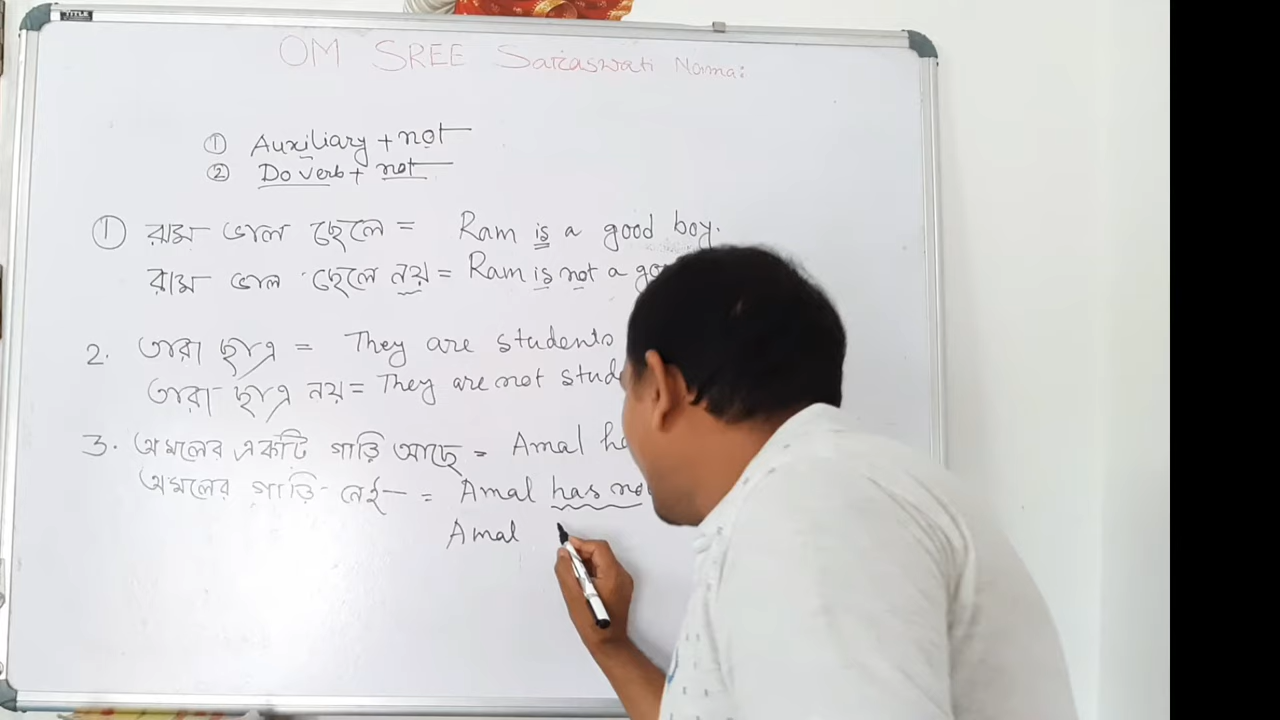 TITLE
OM SREE Saraswati Nama:
① Auxiliary + not
② Do verb + not
① রাম ভাল ছেলে = Ram is a good boy.
রাম ভাল ছেলে নয় = Ram is not a
2. তারা ছাত্র = They are students
তারা ছাত্র নয় = They are not
3. অমলের একটি গাড়ি আছে = Amal
অমলের গাড়ি নেই = Amal has
Amal